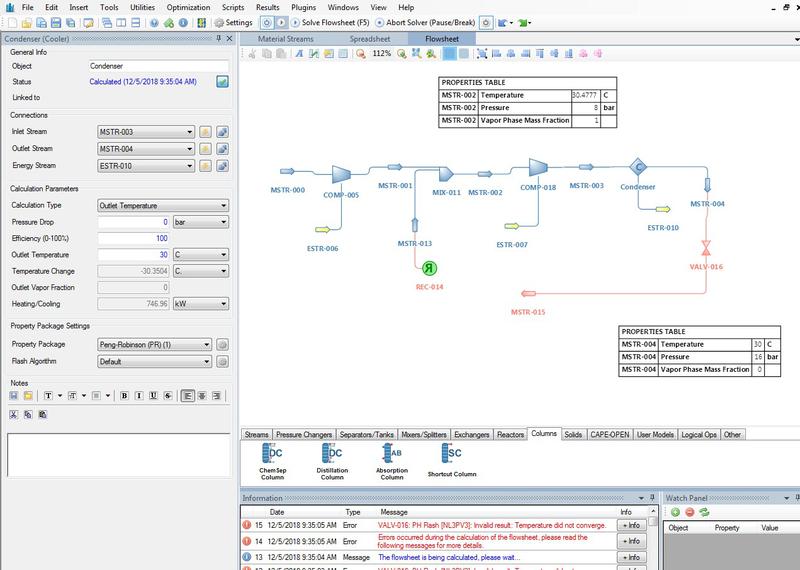 File Edit Insert Tools Utilities Optimization Scripts Results Plugins Windows View Help
Settings Solve Flowsheet (F5) Abort Solver (Pause/Break)
Condenser (Cooler)
General Info
Object Condenser
Status Calculated (12/5/2018 9:35:04 AM)
Linked to
Connections
Inlet Stream MSTR-003
Outlet Stream MSTR-004
Energy Stream ESTR-010
Calculation Parameters
Calculation Type Outlet Temperature
Pressure Drop 0 bar
Efficiency (0-100%) 100
Outlet Temperature 30 C
Temperature Change -30.3504 C.
Outlet Vapor Fraction 0
Heating/Cooling 746.96 kW
Property Package Settings
Property Package Peng-Robinson (PR) (1)
Flash Algorithm Default
Notes
T T B I U S
Material Streams Spreadsheet Flowsheet
A 112%
PROPERTIES TABLE
MSTR-002 Temperature 30.4777 C
MSTR-002 Pressure 8 bar
MSTR-002 Vapor Phase Mass Fraction 1
MSTR-000
COMP-005
MSTR-001
MIX-011
MSTR-002
COMP-018
MSTR-003
C
Condenser
MSTR-004
ESTR-006
MSTR-013
ESTR-007
ESTR-010
VALV-016
REC-014
MSTR-015
PROPERTIES TABLE
MSTR-004 Temperature 30 C
MSTR-004 Pressure 16 bar
MSTR-004 Vapor Phase Mass Fraction 0
Streams Pressure Changers Separators/Tanks Mixers/Splitters Exchangers Reactors Columns Solids CAPE-OPEN User Models Logical Ops Other
DC DC AB SC
ChemSep Column
Distillation Column
Absorption Column
Shortcut Column
Information
Date Type Message Info
15 12/5/2018 9:35:05 AM Error VALV-016: PH Flash [NL3PV3]: Invalid result: Temperature did not converge. + Info
14 12/5/2018 9:35:05 AM Error Errors occurred during the calculation of the flowsheet, please read the following messages for more details. + Info
13 12/5/2018 9:35:04 AM Message The flowsheet is being calculated, please wait... + Info
Watch Panel
Object Property Value